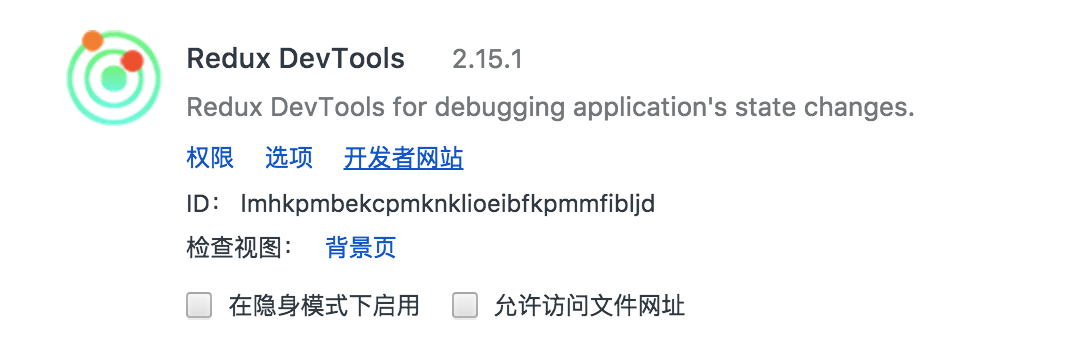 Redux DevTools 2.15.1
Redux DevTools for debugging application's state changes.
权限 选项 开发者网站
ID： lmhkpmbekcpmknklioeibfkpmmfibljd
检查视图： 背景页
在隐身模式下启用 允许访问文件网址